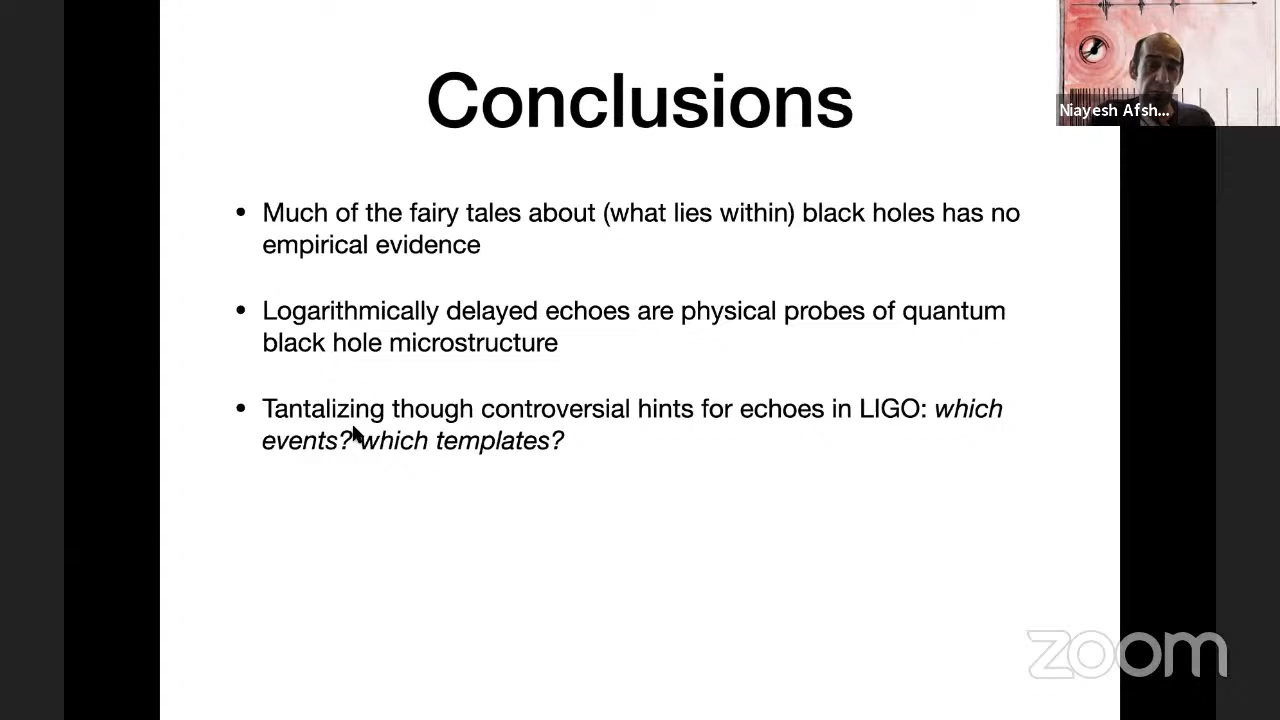 Conclusions
Niayesh Afsh...
• Much of the fairy tales about (what lies within) black holes has no
empirical evidence
• Logarithmically delayed echoes are physical probes of quantum
black hole microstructure
• Tantalizing though controversial hints for echoes in LIGO: which
events? which templates?
zoom